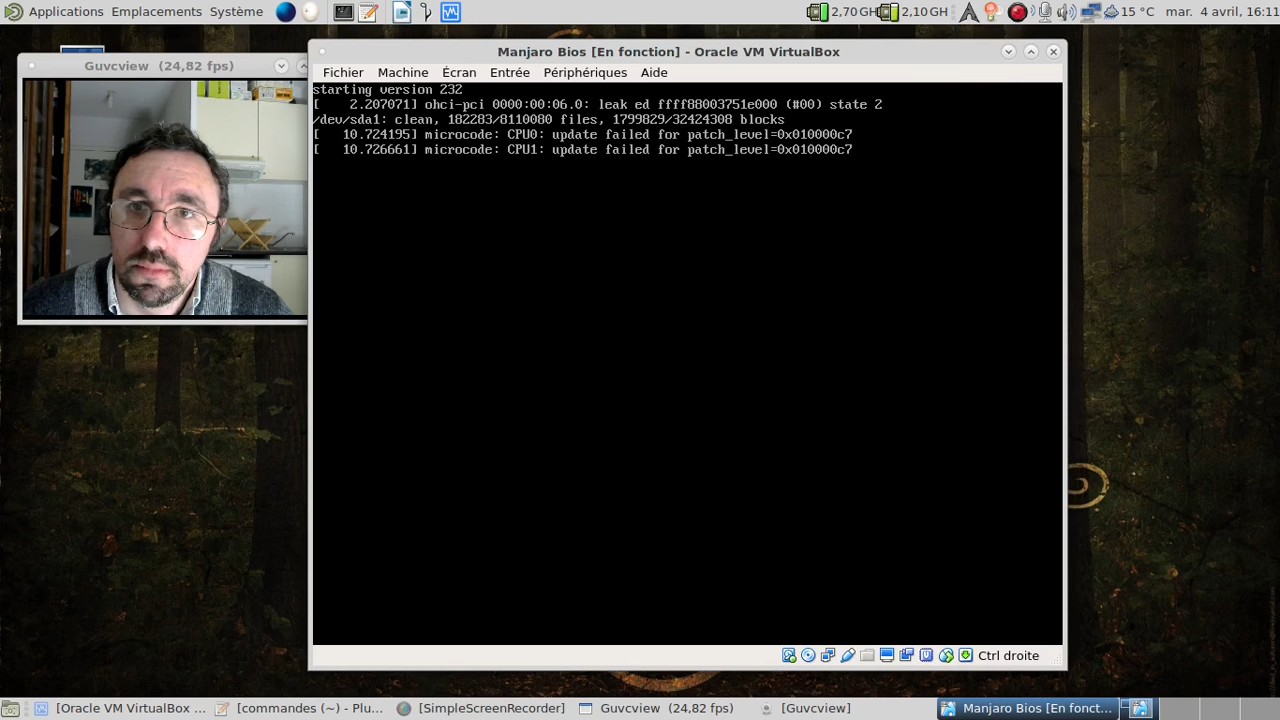 Applications Emplacements Système
2,70 GH 2,10 GH 15 °C mar. 4 avril, 16:11
Guvcview (24,82 fps)
Manjaro Bios [En fonction] - Oracle VM VirtualBox
Fichier Machine Écran Entrée Périphériques Aide
starting version 232
[    2.207071] ohci-pci 0000:00:06.0: leak ed ffff88003751e000 (#00) state 2
/dev/sda1: clean, 182283/8110080 files, 1799829/32424308 blocks
[   10.724195] microcode: CPU0: update failed for patch_level=0x010000c7
[   10.726661] microcode: CPU1: update failed for patch_level=0x010000c7
Ctrl droite
[Oracle VM VirtualBox ... [commandes (~) - Plu... [SimpleScreenRecorder] Guvcview (24,82 fps) [Guvcview] Manjaro Bios [En fonct...